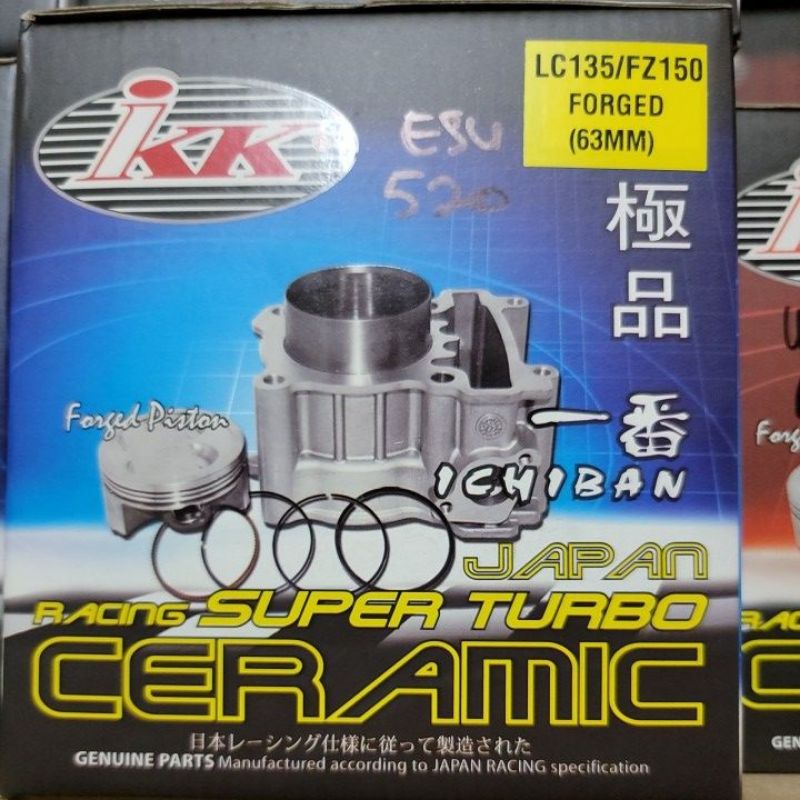 ikk
LC135/FZ150
FORGED
(63MM)
ESU
520
極品
一番
ICHIBAN
Forged Piston
JAPAN
RACING SUPER TURBO
CERAMIC
日本レーシング仕様に従って製造された
GENUINE PARTS Manufactured according to JAPAN RACING specification